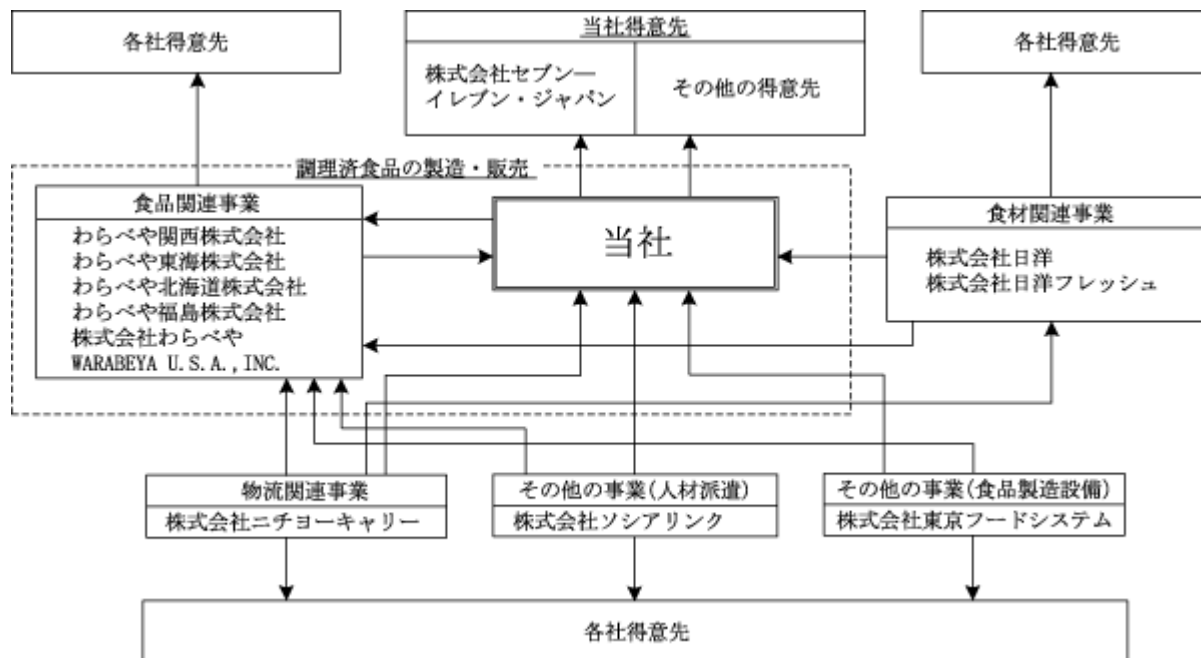 各社得意先
当社得意先
株式会社セブン―
イレブン・ジャパン
その他の得意先
各社得意先
調理済食品の製造・販売
食品関連事業
わらべや関西株式会社
わらべや東海株式会社
わらべや北海道株式会社
わらべや福島株式会社
株式会社わらべや
WARABEYA U.S.A.,INC.
当社
食材関連事業
株式会社日洋
株式会社日洋フレッシュ
物流関連事業
株式会社ニチヨーキャリー
その他の事業(人材派遣)
株式会社ソシアリンク
その他の事業(食品製造設備)
株式会社東京フードシステム
各社得意先